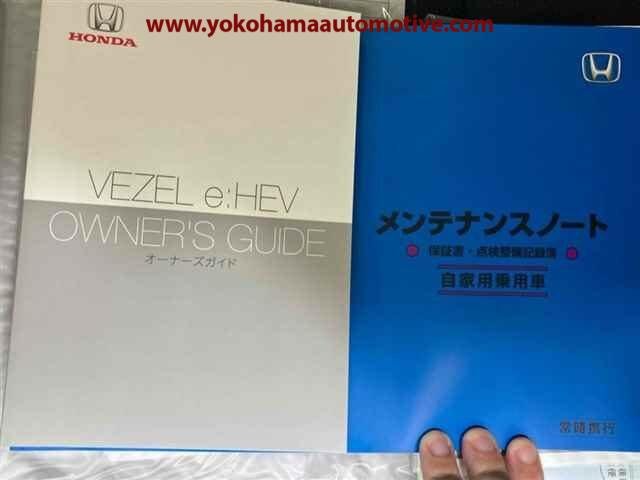 www.yokohamaautomotive.com
HONDA
VEZEL e:HEV
OWNER'S GUIDE
オーナーズガイド
メンテナンスノート
保証書・点検整備記録簿
自家用乗用車
常時携行